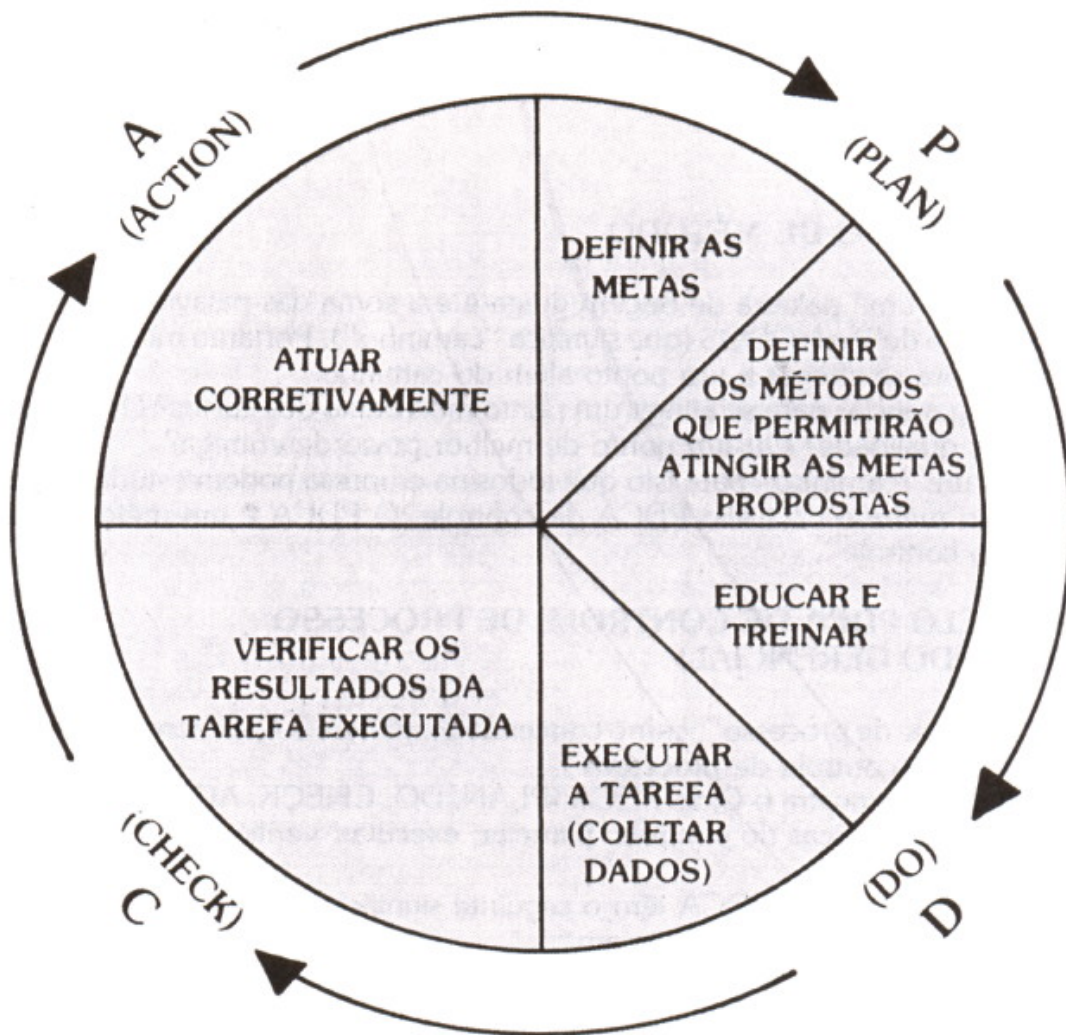 A
(ACTION)
P
(PLAN)
DEFINIR AS
METAS
DEFINIR
OS MÉTODOS
QUE PERMITIRÃO
ATINGIR AS METAS
PROPOSTAS
EDUCAR E
TREINAR
EXECUTAR
A TAREFA
(COLETAR
DADOS)
(DO)
D
VERIFICAR OS
RESULTADOS DA
TAREFA EXECUTADA
(CHECK)
C
ATUAR
CORRETIVAMENTE